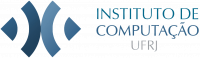 INSTITUTO DE
COMPUTAÇÃO
UFRJ